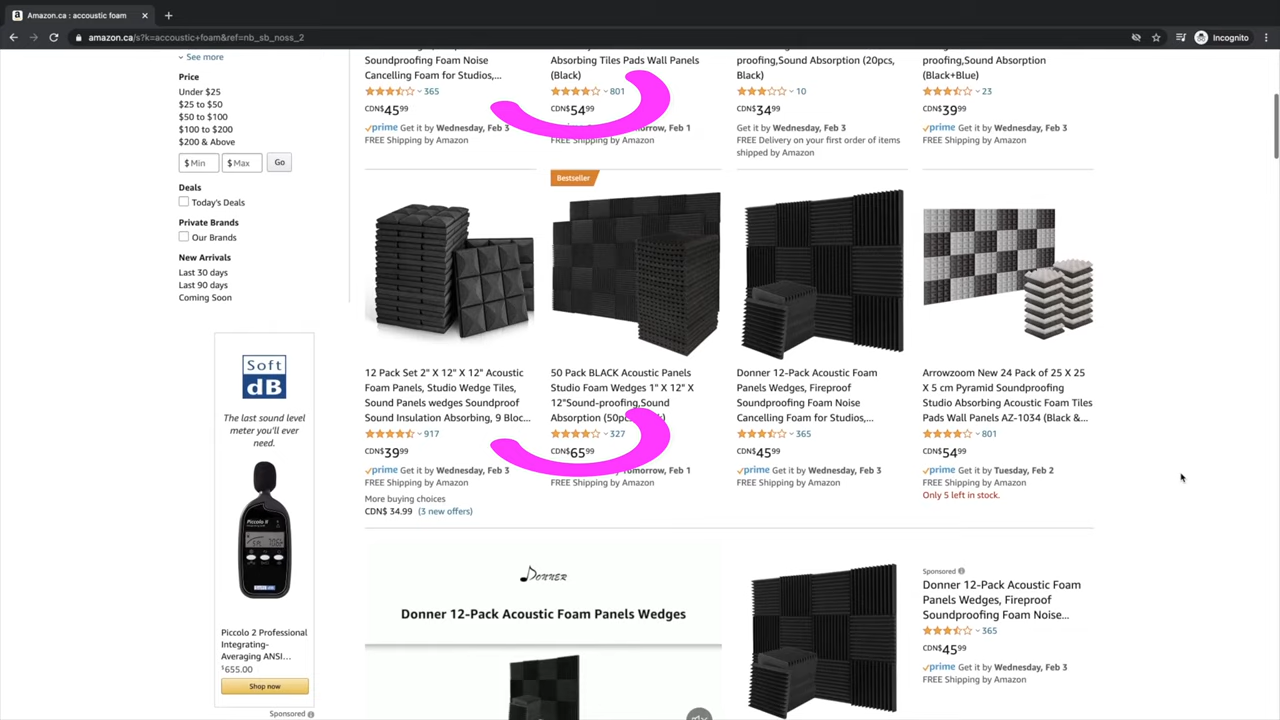 Amazon.ca : accoustic foam
amazon.ca/s?k=accoustic+foam&ref=nb_sb_noss_2
Incognito
See more
Price
Under $25
$25 to $50
$50 to $100
$100 to $200
$200 & Above
$ Min
$ Max
Go
Deals
Today's Deals
Private Brands
Our Brands
New Arrivals
Last 30 days
Last 90 days
Coming Soon
Soundproofing Foam Noise
Cancelling Foam for Studios,...
365
CDN$ 45.99
prime Get it by Wednesday, Feb 3
FREE Shipping by Amazon
Absorbing Tiles Pads Wall Panels
(Black)
801
CDN$ 54.99
Tomorrow, Feb 1
FREE Shipping by Amazon
proofing,Sound Absorption (20pcs,
Black)
10
CDN$ 34.99
Get it by Wednesday, Feb 3
FREE Delivery on your first order of items
shipped by Amazon
proofing,Sound Absorption
(Black+Blue)
23
CDN$ 39.99
prime Get it by Wednesday, Feb 3
FREE Shipping by Amazon
12 Pack Set 2" X 12" X 12" Acoustic
Foam Panels, Studio Wedge Tiles,
Sound Panels wedges Soundproof
Sound Insulation Absorbing, 9 Bloc...
917
CDN$ 39.99
prime Get it by Wednesday, Feb 3
FREE Shipping by Amazon
More buying choices
CDN$ 34.99 (3 new offers)
Bestseller
50 Pack BLACK Acoustic Panels
Studio Foam Wedges 1" X 12" X
12"Sound-proofing,Sound
Absorption (50pcs, Black)
327
CDN$ 65.99
Tomorrow, Feb 1
FREE Shipping by Amazon
Donner 12-Pack Acoustic Foam
Panels Wedges, Fireproof
Soundproofing Foam Noise
Cancelling Foam for Studios,...
365
CDN$ 45.99
prime Get it by Wednesday, Feb 3
FREE Shipping by Amazon
Arrowzoom New 24 Pack of 25 X 25
X 5 cm Pyramid Soundproofing
Studio Absorbing Acoustic Foam Tiles
Pads Wall Panels AZ-1034 (Black &...
801
CDN$ 54.99
prime Get it by Tuesday, Feb 2
FREE Shipping by Amazon
Only 5 left in stock.
Soft
dB
The last sound level
meter you'll ever
need.
Piccolo II
Piccolo 2 Professional
Integrating-
Averaging ANSI...
$655.00
Shop now
Sponsored
Donner
Donner 12-Pack Acoustic Foam Panels Wedges
Sponsored
Donner 12-Pack Acoustic Foam
Panels Wedges, Fireproof
Soundproofing Foam Noise...
365
CDN$ 45.99
prime Get it by Wednesday, Feb 3
FREE Shipping by Amazon